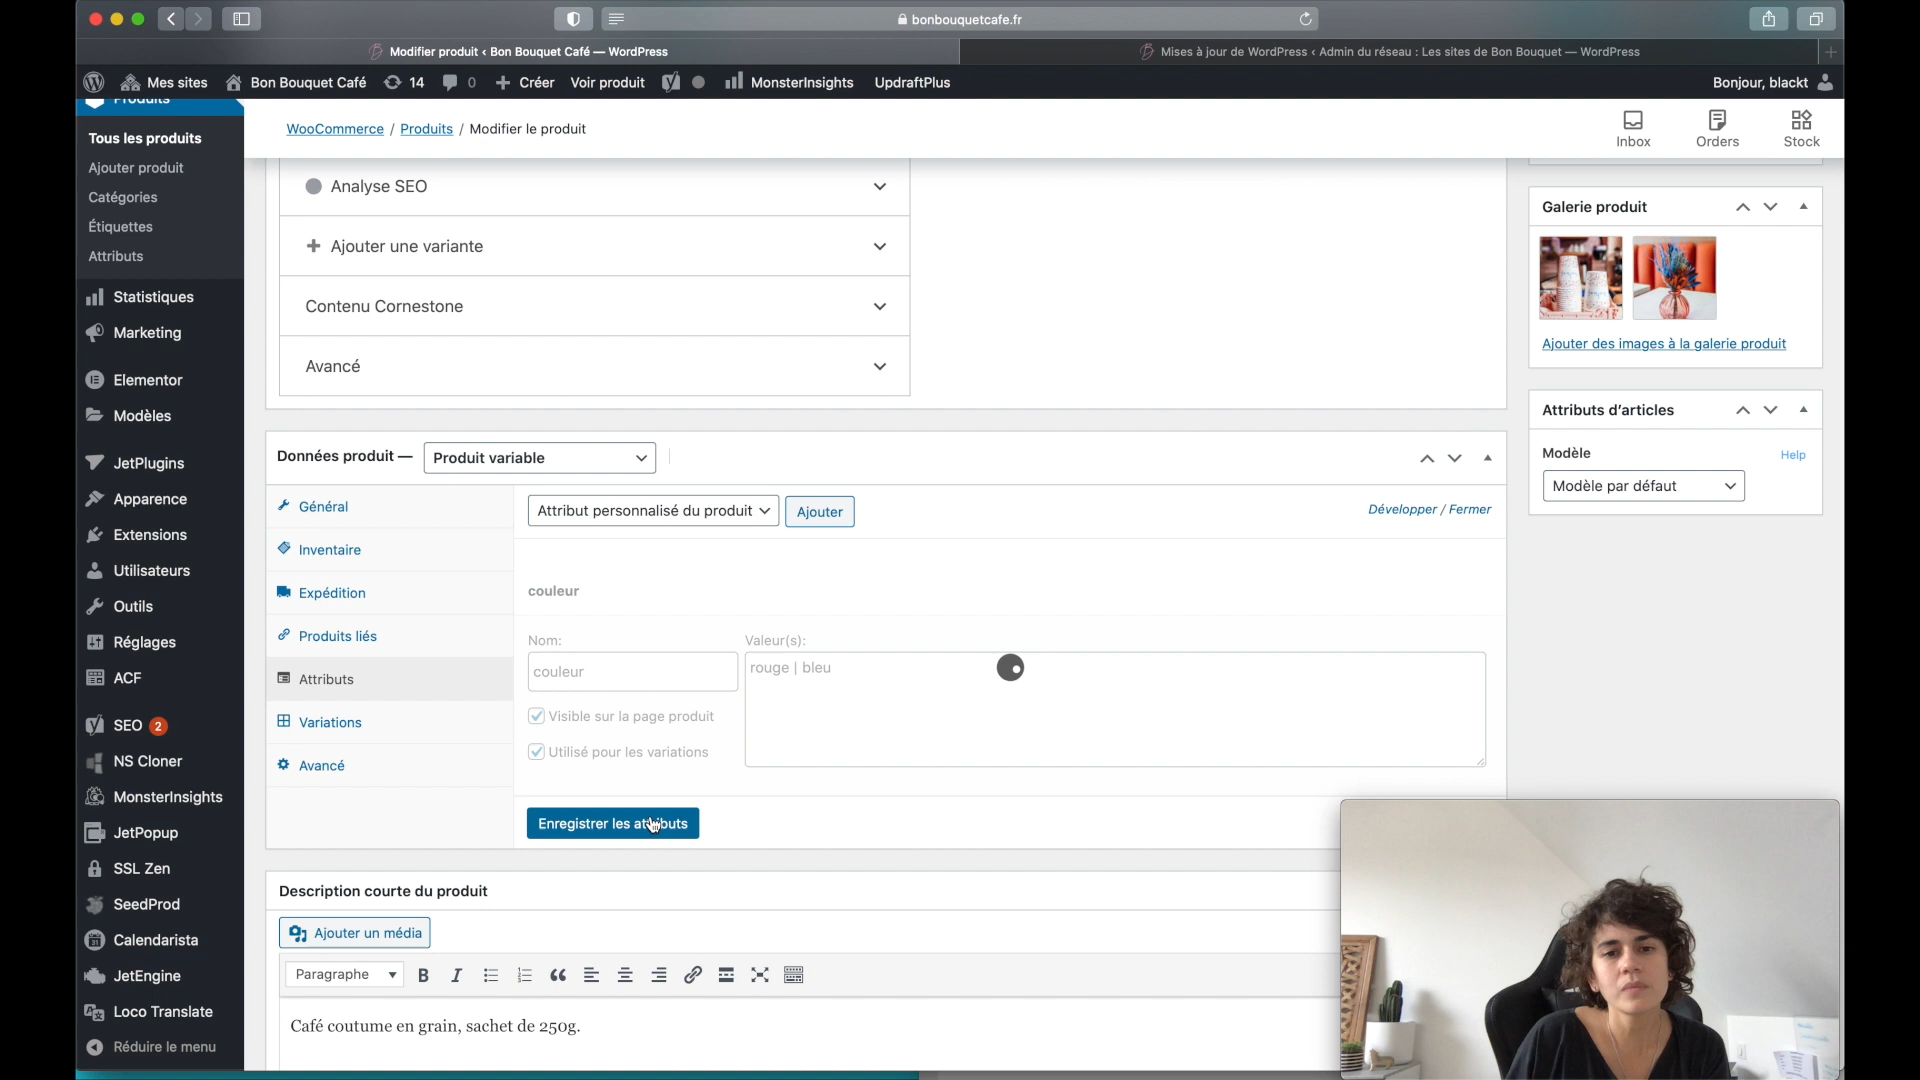 bonbouquetcafe.fr
Modifier produit ‹ Bon Bouquet Café — WordPress
Mises à jour de WordPress ‹ Admin du réseau : Les sites de Bon Bouquet — WordPress
Mes sites
Bon Bouquet Café
14
0
Créer
Voir produit
MonsterInsights
UpdraftPlus
Bonjour, blackt
Produits
Tous les produits
Ajouter produit
Catégories
Étiquettes
Attributs
Statistiques
Marketing
Elementor
Modèles
JetPlugins
Apparence
Extensions
Utilisateurs
Outils
Réglages
ACF
SEO 2
NS Cloner
MonsterInsights
JetPopup
SSL Zen
SeedProd
Calendarista
JetEngine
Loco Translate
Réduire le menu
WooCommerce / Produits / Modifier le produit
Inbox
Orders
Stock
Analyse SEO
Ajouter une variante
Contenu Cornestone
Avancé
Données produit —
Produit variable
Général
Inventaire
Expédition
Produits liés
Attributs
Variations
Avancé
Attribut personnalisé du produit
Ajouter
Développer / Fermer
couleur
Nom:
Valeur(s):
couleur
rouge | bleu
Visible sur la page produit
Utilisé pour les variations
Enregistrer les attributs
Description courte du produit
Ajouter un média
Paragraphe
Café coutume en grain, sachet de 250g.
Galerie produit
Ajouter des images à la galerie produit
Attributs d’articles
Modèle
Help
Modèle par défaut